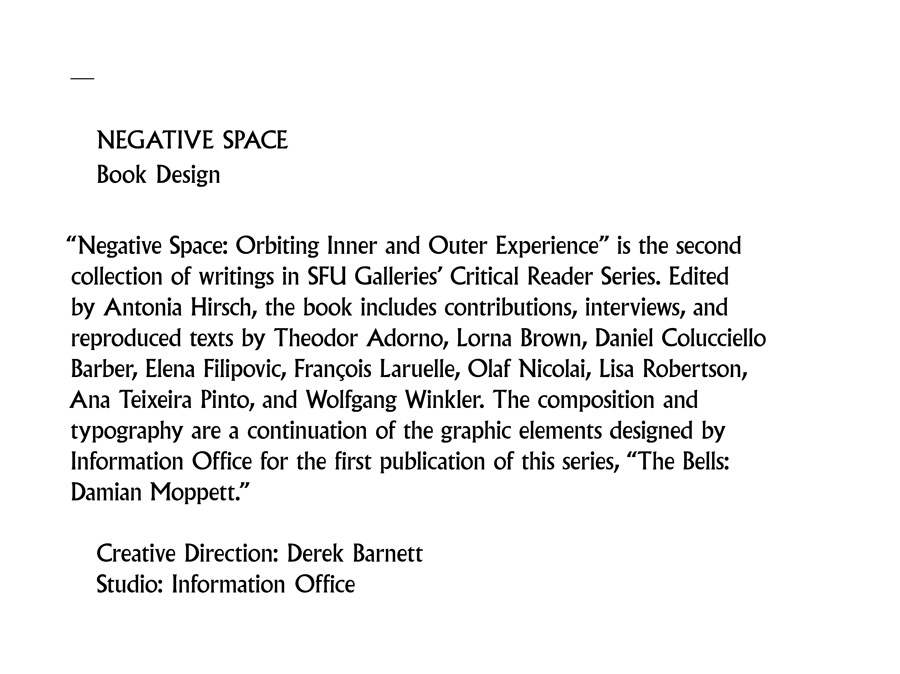 —
NEGATIVE SPACE
Book Design
“Negative Space: Orbiting Inner and Outer Experience” is the second
collection of writings in SFU Galleries’ Critical Reader Series. Edited
by Antonia Hirsch, the book includes contributions, interviews, and
reproduced texts by Theodor Adorno, Lorna Brown, Daniel Colucciello
Barber, Elena Filipovic, François Laruelle, Olaf Nicolai, Lisa Robertson,
Ana Teixeira Pinto, and Wolfgang Winkler. The composition and
typography are a continuation of the graphic elements designed by
Information Office for the first publication of this series, “The Bells:
Damian Moppett.”
Creative Direction: Derek Barnett
Studio: Information Office